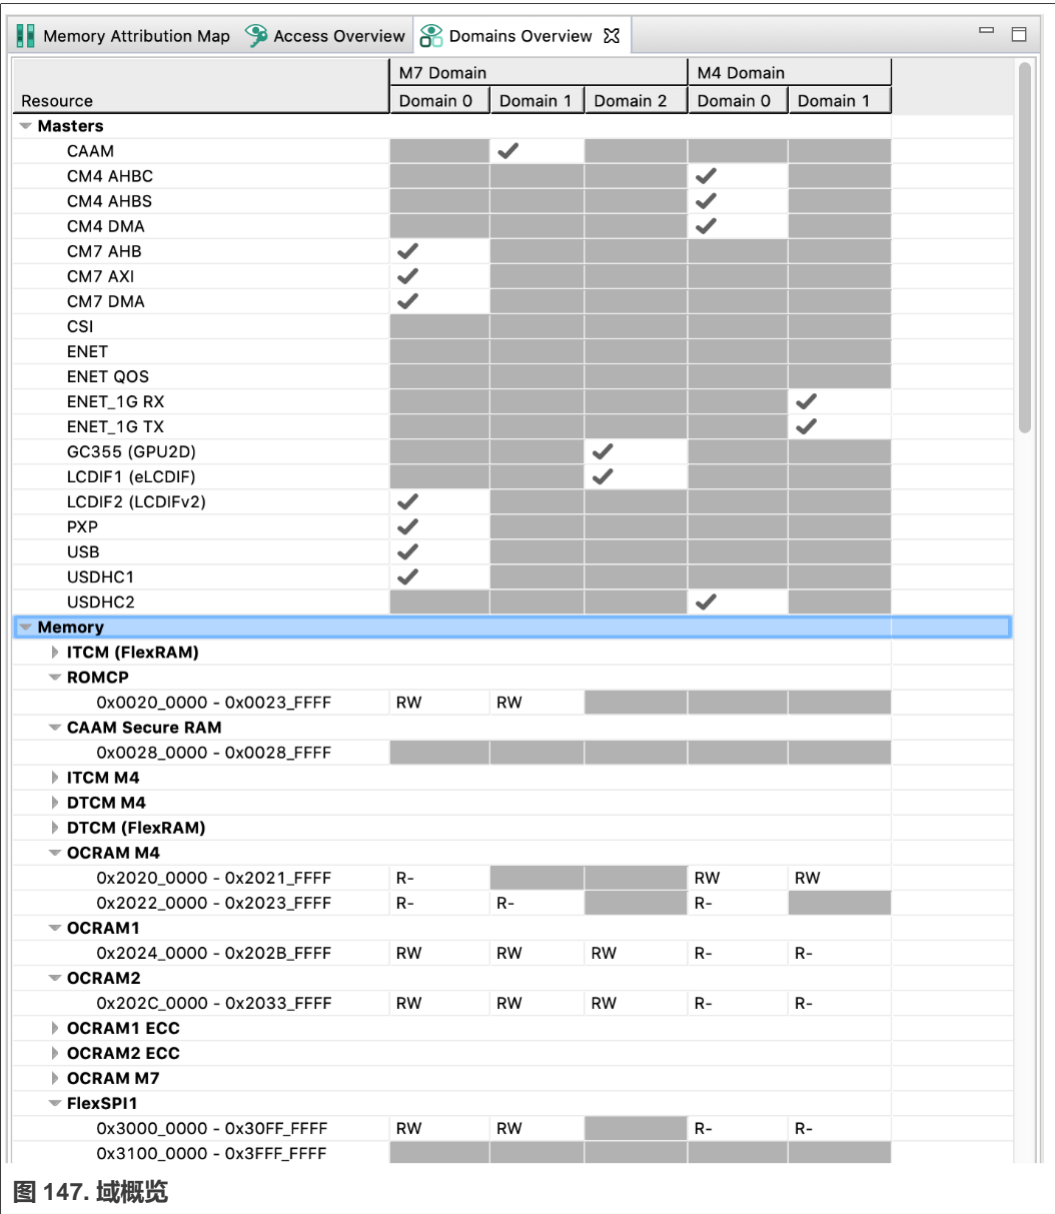 Memory Attribution Map Access Overview Domains Overview
M7 Domain M4 Domain
Resource Domain 0 Domain 1 Domain 2 Domain 0 Domain 1
Masters
CAAM
CM4 AHBC
CM4 AHBS
CM4 DMA
CM7 AHB
CM7 AXI
CM7 DMA
CSI
ENET
ENET QOS
ENET_1G RX
ENET_1G TX
GC355 (GPU2D)
LCDIF1 (eLCDIF)
LCDIF2 (LCDIFv2)
PXP
USB
USDHC1
USDHC2
Memory
ITCM (FlexRAM)
ROMCP
0x0020_0000 - 0x0023_FFFF RW RW
CAAM Secure RAM
0x0028_0000 - 0x0028_FFFF
ITCM M4
DTCM M4
DTCM (FlexRAM)
OCRAM M4
0x2020_0000 - 0x2021_FFFF R- RW RW
0x2022_0000 - 0x2023_FFFF R- R- R-
OCRAM1
0x2024_0000 - 0x202B_FFFF RW RW RW R- R-
OCRAM2
0x202C_0000 - 0x2033_FFFF RW RW RW R- R-
OCRAM1 ECC
OCRAM2 ECC
OCRAM M7
FlexSPI1
0x3000_0000 - 0x30FF_FFFF RW RW R- R-
0x3100_0000 - 0x3FFF_FFFF
图 147. 域概览